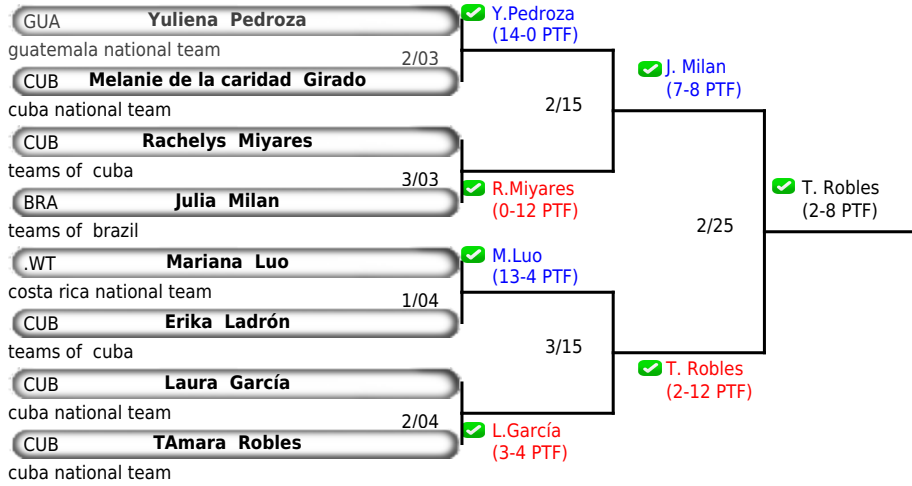 GUA Yuliena Pedroza
guatemala national team
2/03
CUB Melanie de la caridad Girado
cuba national team
CUB Rachelys Miyares
teams of cuba
3/03
BRA Julia Milan
teams of brazil
.WT Mariana Luo
costa rica national team
1/04
CUB Erika Ladrón
teams of cuba
CUB Laura García
cuba national team
2/04
CUB TAmara Robles
cuba national team
Y.Pedroza
(14-0 PTF)
2/15
R.Miyares
(0-12 PTF)
M.Luo
(13-4 PTF)
3/15
L.García
(3-4 PTF)
J. Milan
(7-8 PTF)
2/25
T. Robles
(2-12 PTF)
T. Robles
(2-8 PTF)